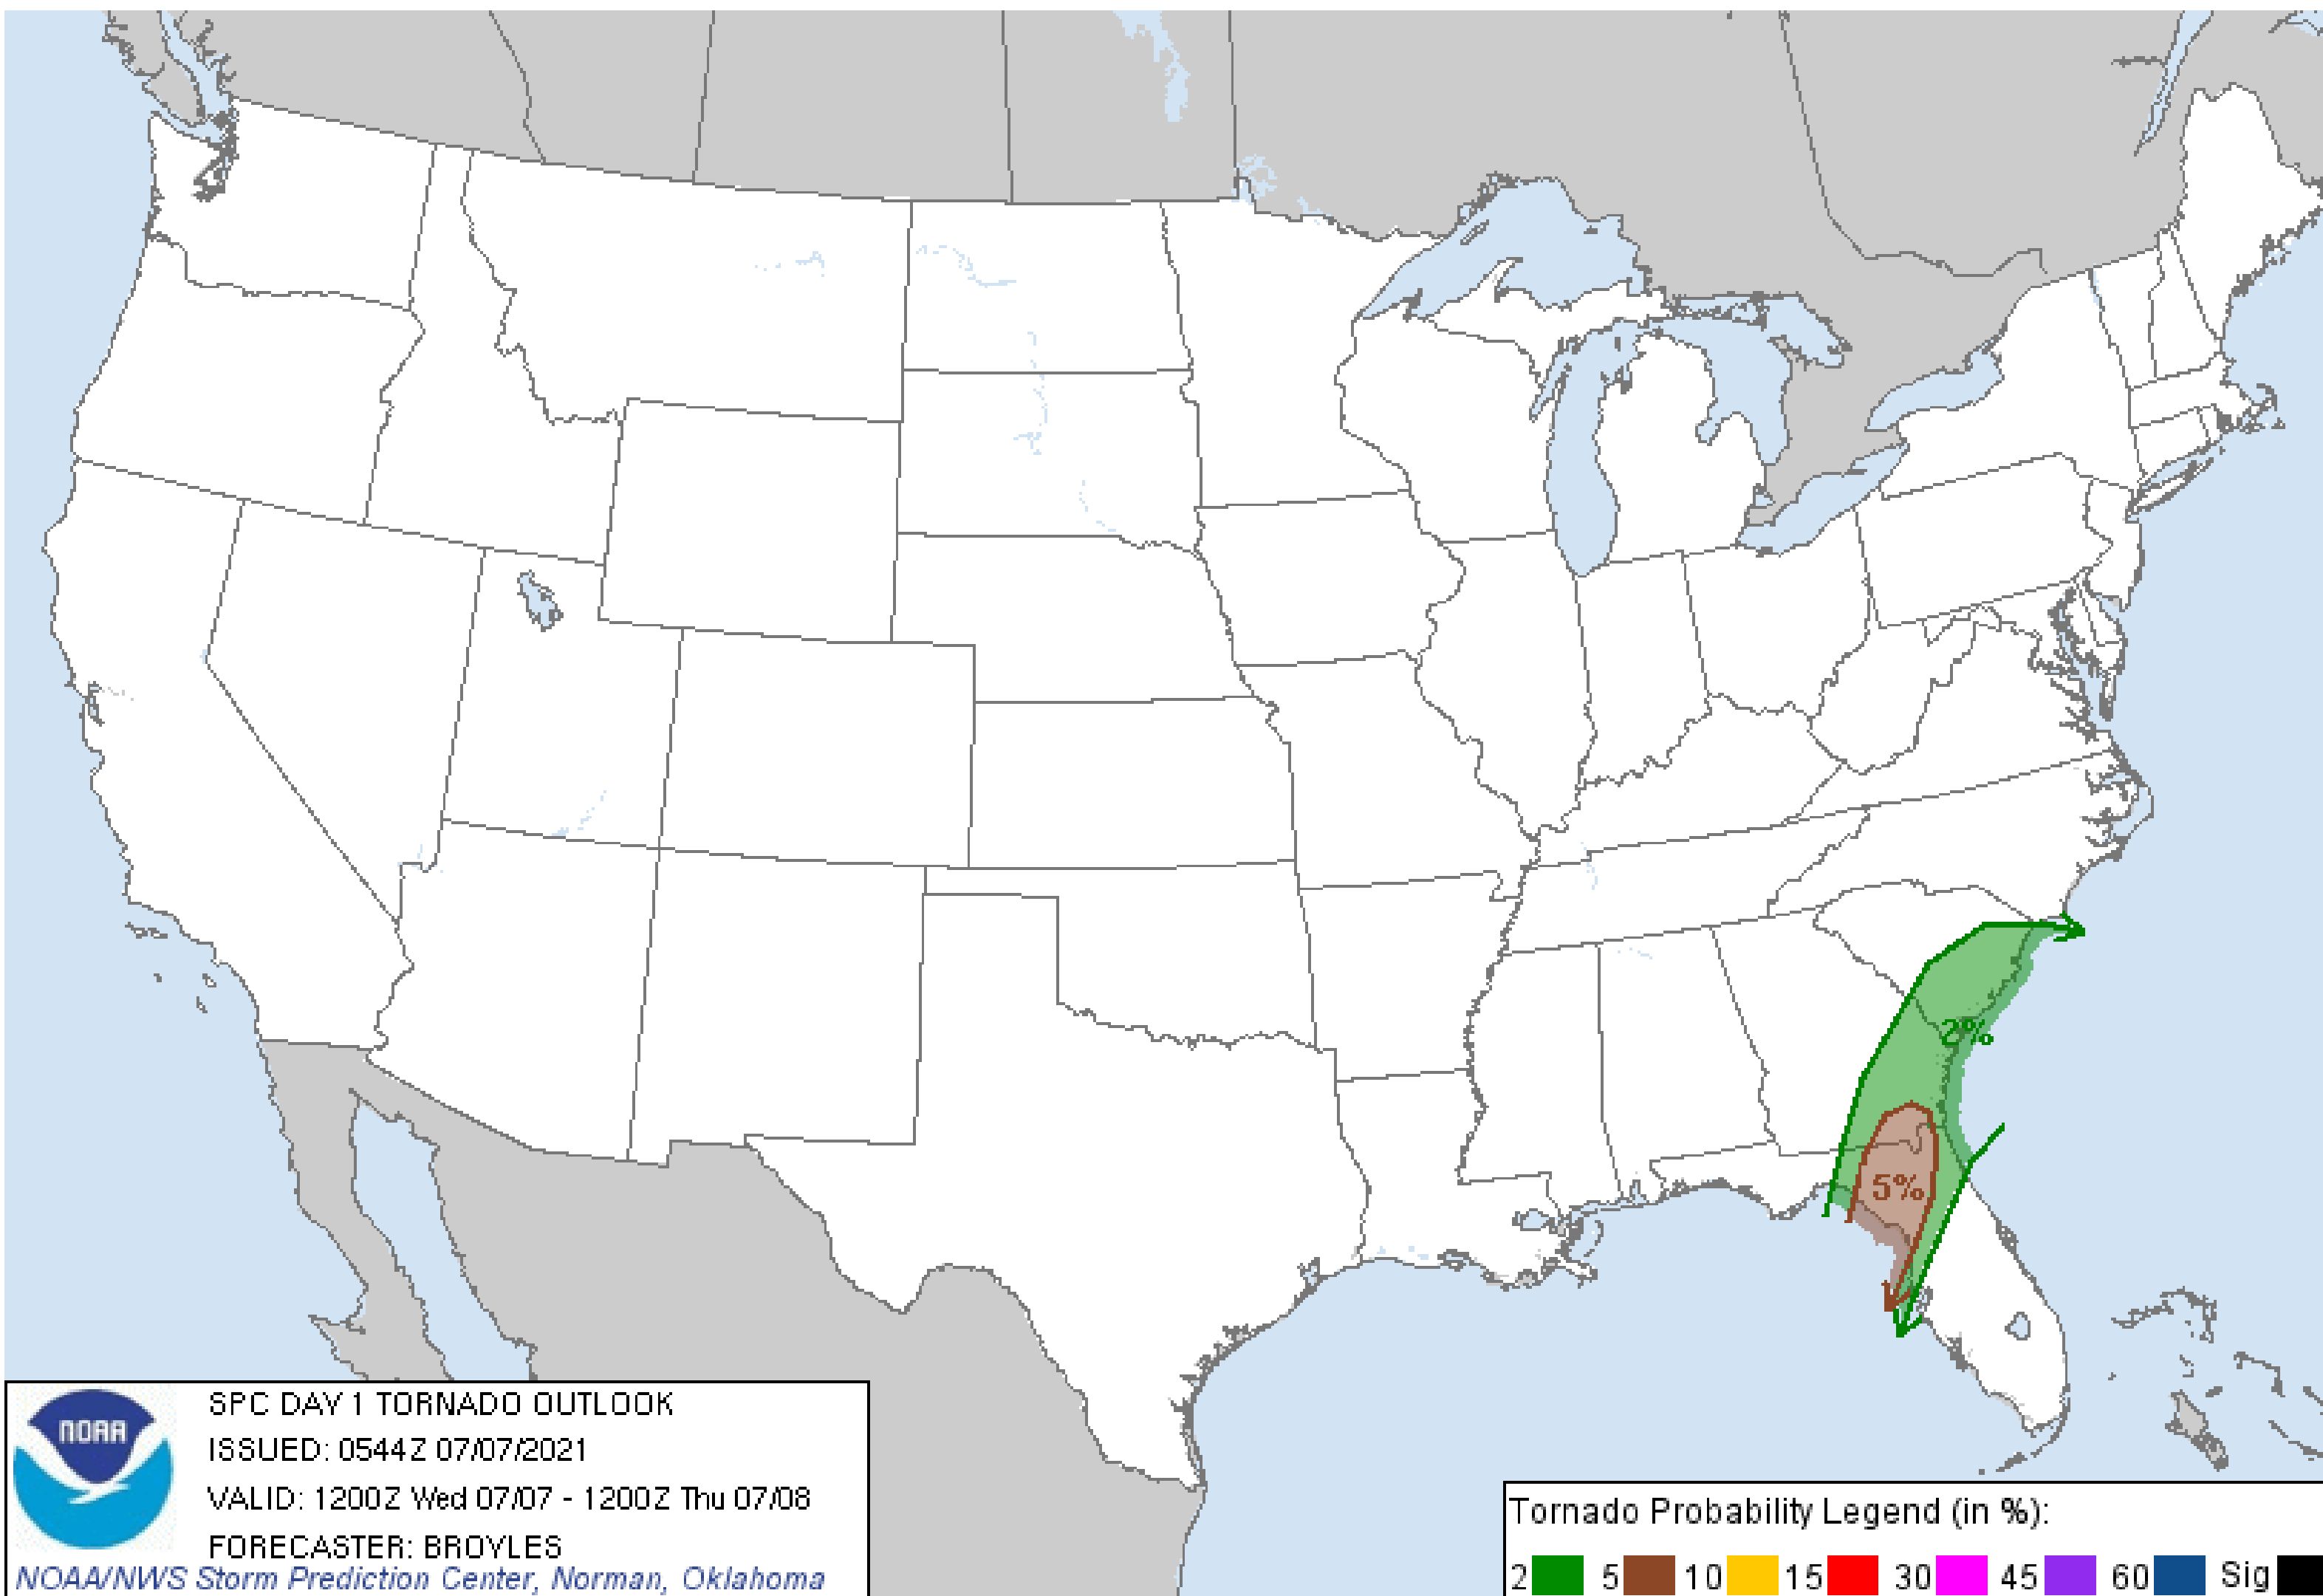 2%
5%
NOAA
SPC DAY 1 TORNADO OUTLOOK
ISSUED: 0544Z 07/07/2021
VALID: 1200Z Wed 07/07 - 1200Z Thu 07/08
FORECASTER: BROYLES
NOAA/NWS Storm Prediction Center, Norman, Oklahoma
Tornado Probability Legend (in %):
2 5 10 15 30 45 60 Sig